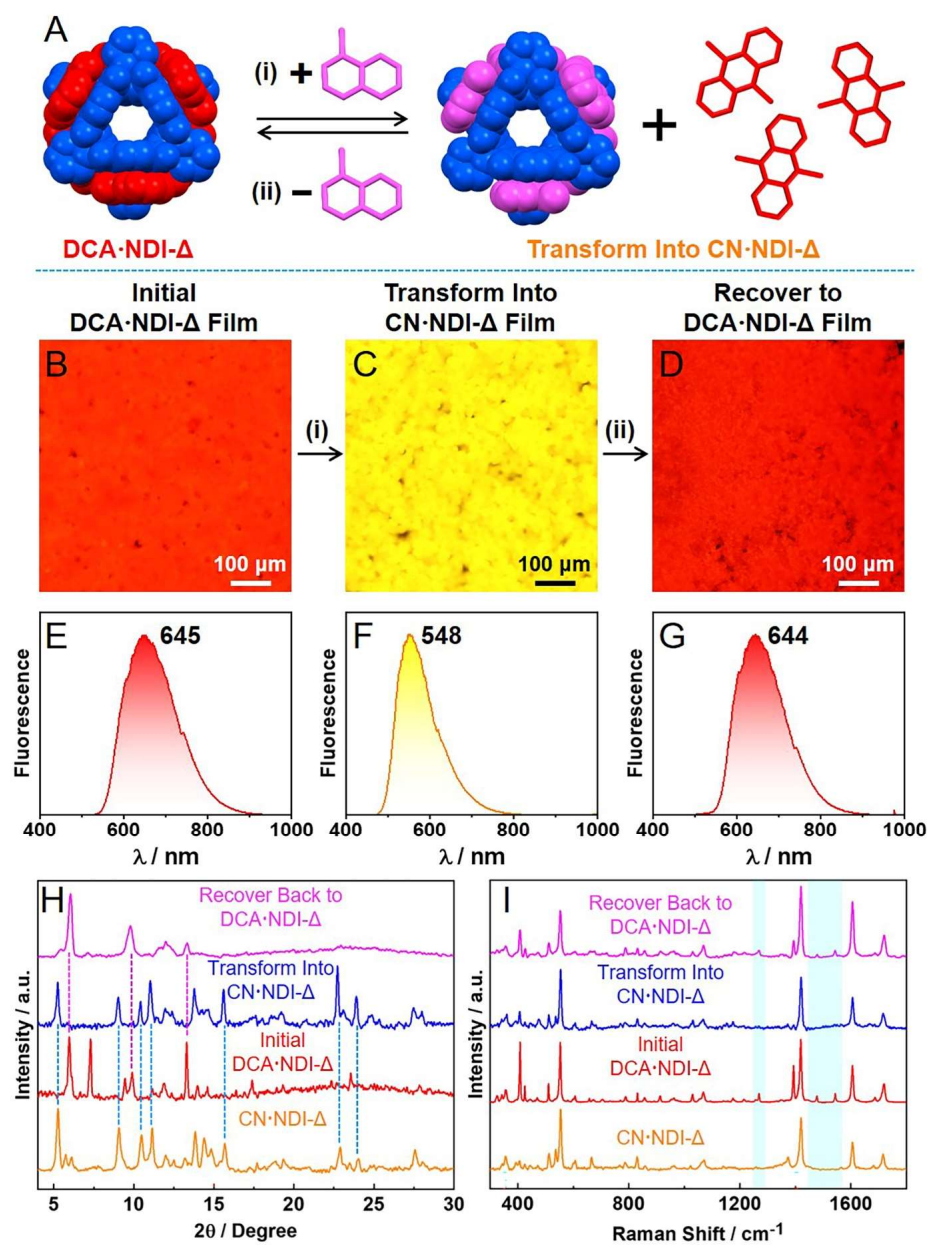 A
(i) +
(ii) −
+
DCA·NDI-Δ
Transform Into CN·NDI-Δ
Initial
DCA·NDI-Δ Film
Transform Into
CN·NDI-Δ Film
Recover to
DCA·NDI-Δ Film
B
100 µm
(i)
C
100 µm
(ii)
D
100 µm
E
645
Fluorescence
400 600 800 1000
λ / nm
F
548
Fluorescence
400 600 800 1000
λ / nm
G
644
Fluorescence
400 600 800 1000
λ / nm
H
Recover Back to
DCA·NDI-Δ
Transform Into
CN·NDI-Δ
Initial
DCA·NDI-Δ
CN·NDI-Δ
Intensity / a.u.
5 10 15 20 25 30
2θ / Degree
I
Recover Back to
DCA·NDI-Δ
Transform Into
CN·NDI-Δ
Initial
DCA·NDI-Δ
CN·NDI-Δ
Intensity / a.u.
400 800 1200 1600
Raman Shift / cm⁻¹